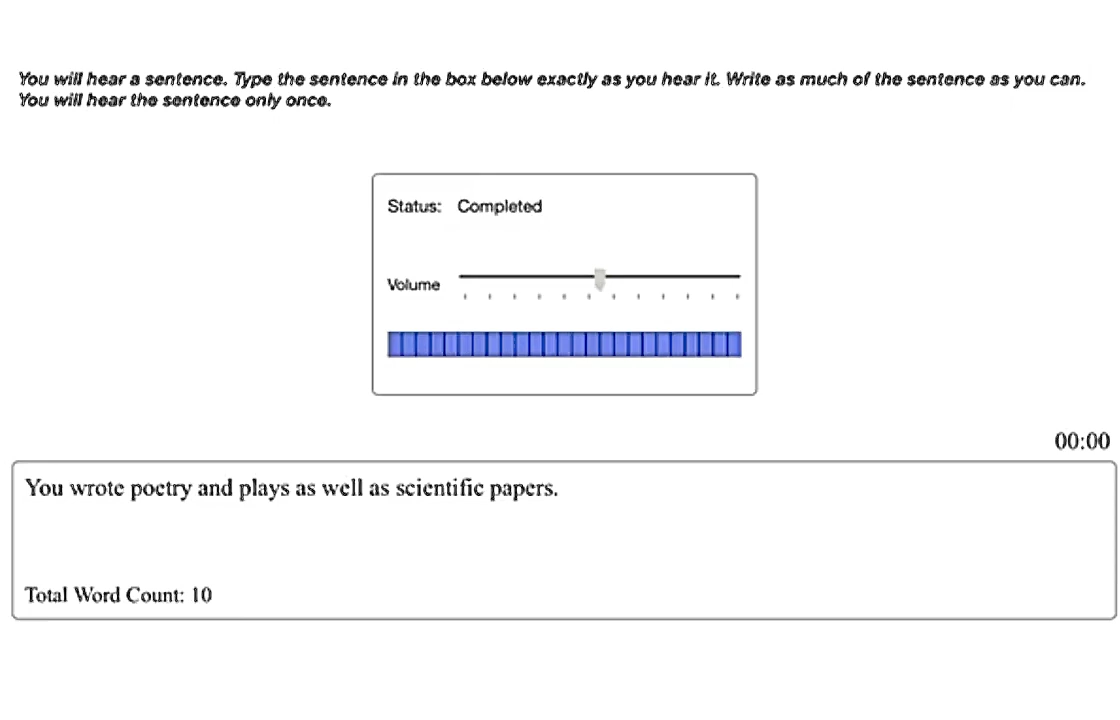 You will hear a sentence. Type the sentence in the box below exactly as you hear it. Write as much of the sentence as you can.
You will hear the sentence only once.
Status: Completed
Volume
00:00
You wrote poetry and plays as well as scientific papers.
Total Word Count: 10